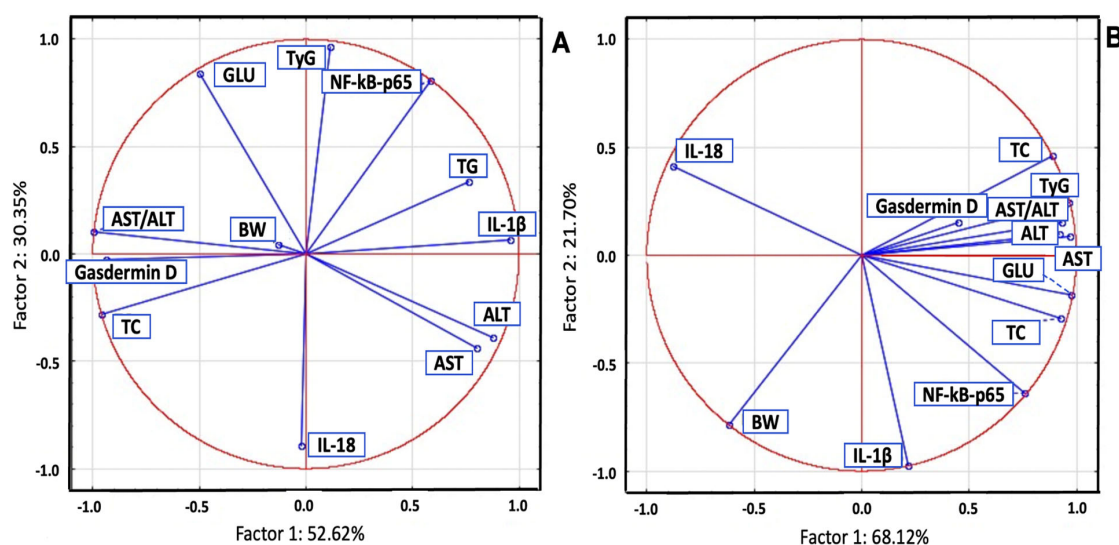 A
1.0
0.5
0.0
-0.5
-1.0
Factor 2: 30.35%
GLU
TyG
NF-kB-p65
TG
IL-1β
AST/ALT
BW
Gasdermin D
TC
ALT
AST
IL-18
-1.0
-0.5
0.0
0.5
1.0
Factor 1: 52.62%
B
1.0
0.5
0.0
-0.5
-1.0
Factor 2: 21.70%
IL-18
TC
TyG
Gasdermin D
AST/ALT
ALT
AST
GLU
TC
NF-kB-p65
BW
IL-1β
-1.0
-0.5
0.0
0.5
1.0
Factor 1: 68.12%